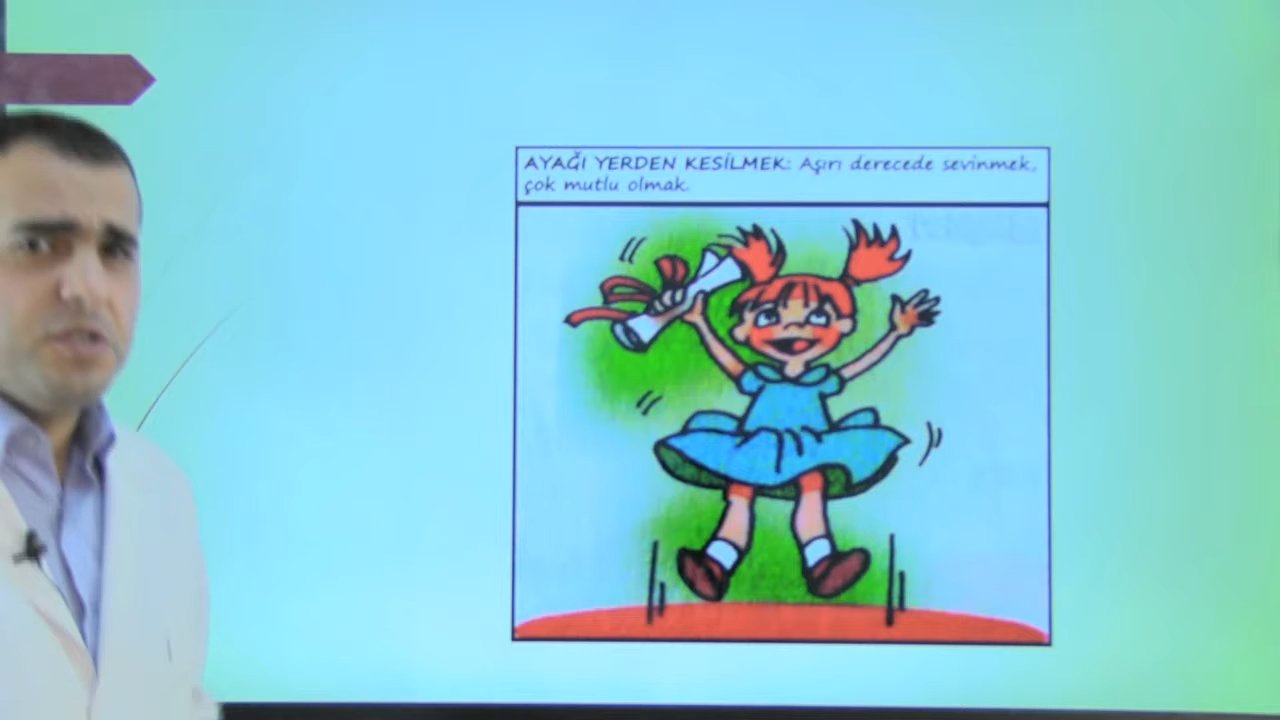 AYAĞI YERDEN KESİLMEK: Aşırı derecede sevinmek,
çok mutlu olmak.